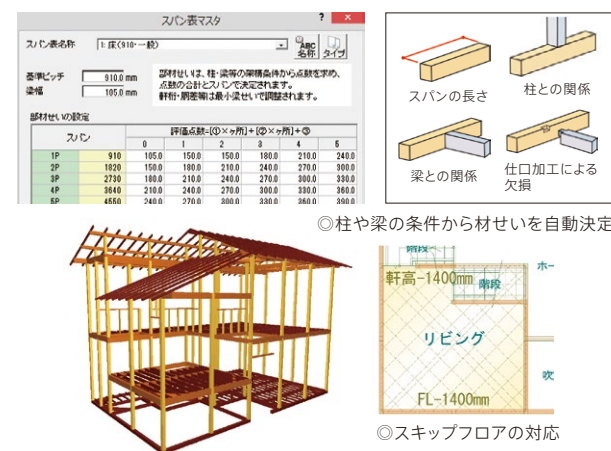 スパン表マスタ ? ×
スパン表名称 1: 床(910・一般) ABC 名称 タイプ
基準ピッチ 910.0 mm
梁幅 105.0 mm
部材せいは、柱・梁等の架構条件から点数を求め、
点数の合計とスパンで決定されます。
軒桁・胴差等は最小梁せいで調整されます。
部材せいの設定
スパン 評価点数=[①×ヶ所]+[②×ヶ所]+③
0 1 2 3 4 5
1P 910 105.0 150.0 150.0 180.0 210.0 240.0
2P 1820 150.0 180.0 210.0 240.0 270.0 300.0
3P 2730 180.0 210.0 240.0 270.0 300.0 330.0
4P 3640 210.0 240.0 270.0 300.0 330.0 360.0
5P 4550 240.0 270.0 300.0 330.0 360.0 390.0
スパンの長さ
柱との関係
梁との関係
仕口加工による
欠損
◎柱や梁の条件から材せいを自動決定
階段
軒高-1400mm
階段
ホー
リビング
吹
FL-1400mm
◎スキップフロアの対応